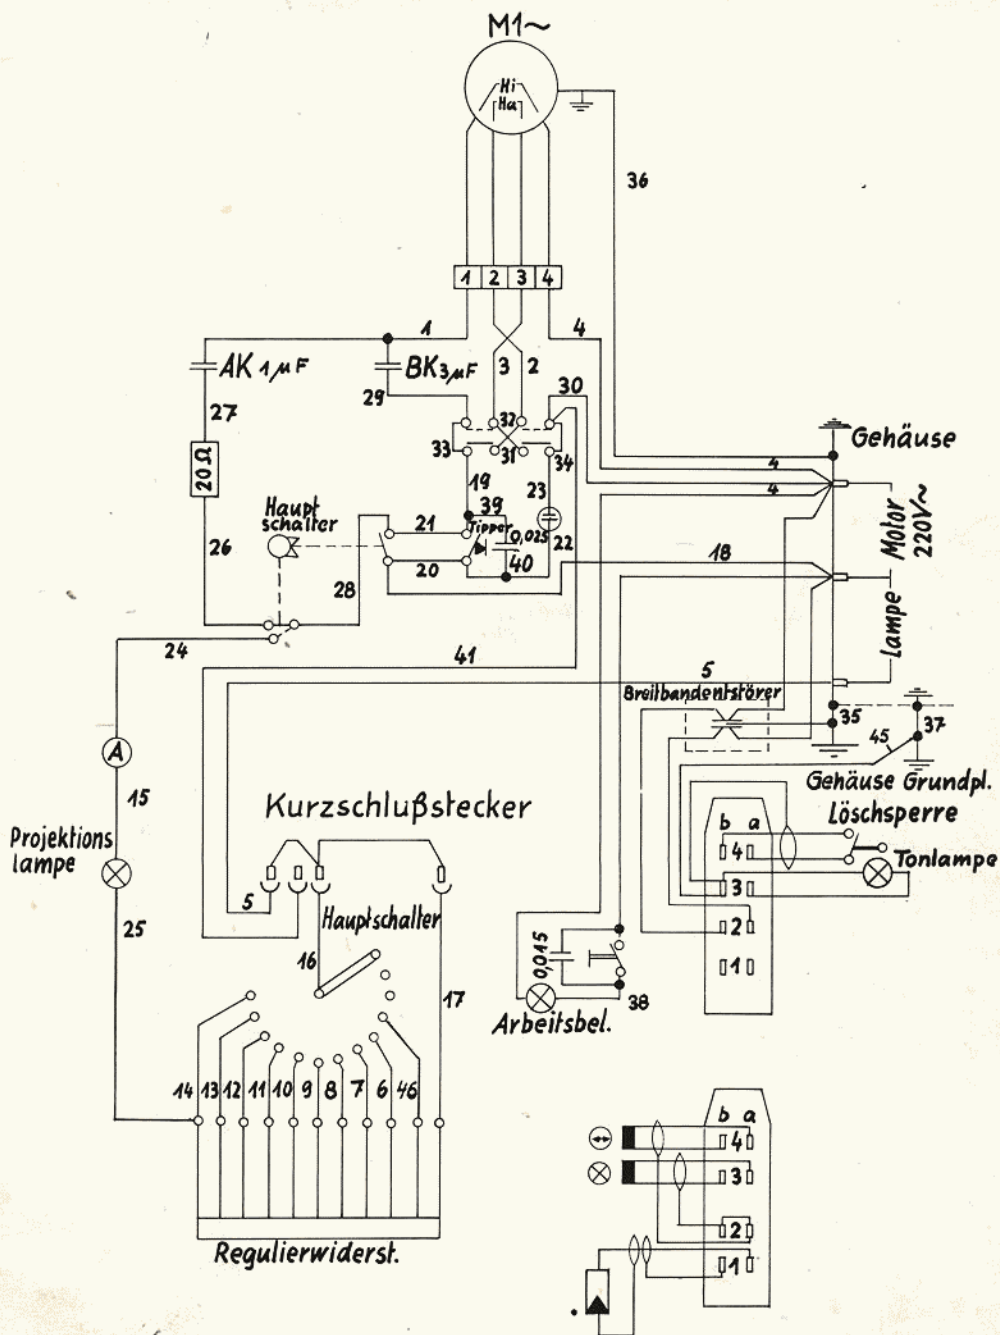 M1~
Hi
Ha
36
1 2 3 4
1
4
AK 1µF
BK 3µF
3 2
30
27
29
32
33
31
34
Gehäuse
4
4
20Ω
19
23
39
Haupt
schalter
21
Tipper
0,025
22
Motor
220V~
26
20
40
18
28
Lampe
24
41
5
Breitbandentstörer
35
37
45
A
15
Gehäuse Grundpl.
Kurzschlußstecker
Löschsperre
b a
Projektions
lampe
4
Tonlampe
3
5
Hauptschalter
25
2
16
0,015
1
17
38
Arbeitsbel.
14 13 12 11 10 9 8 7 6 46
b a
4
3
2
1
Regulierwiderst.